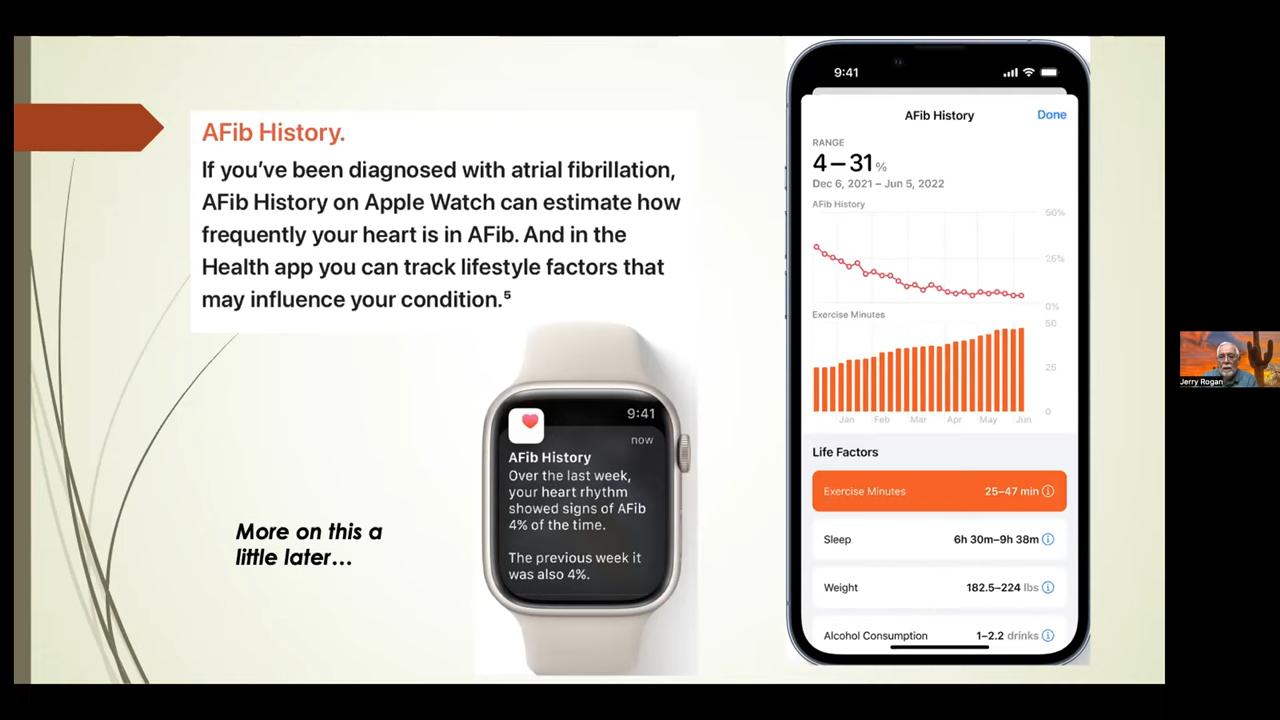 AFib History.
If you've been diagnosed with atrial fibrillation,
AFib History on Apple Watch can estimate how
frequently your heart is in AFib. And in the
Health app you can track lifestyle factors that
may influence your condition.⁵
More on this a
little later...
9:41
now
AFib History
Over the last week,
your heart rhythm
showed signs of AFib
4% of the time.
The previous week it
was also 4%.
9:41
AFib History
Done
RANGE
4–31%
Dec 6, 2021 – Jun 5, 2022
AFib History
50%
25%
0%
Exercise Minutes
50
25
0
Jan Feb Mar Apr May Jun
Life Factors
Exercise Minutes 25–47 min
Sleep 6h 30m–9h 38m
Weight 182.5–224 lbs
Alcohol Consumption 1–2.2 drinks
Jerry Rogan